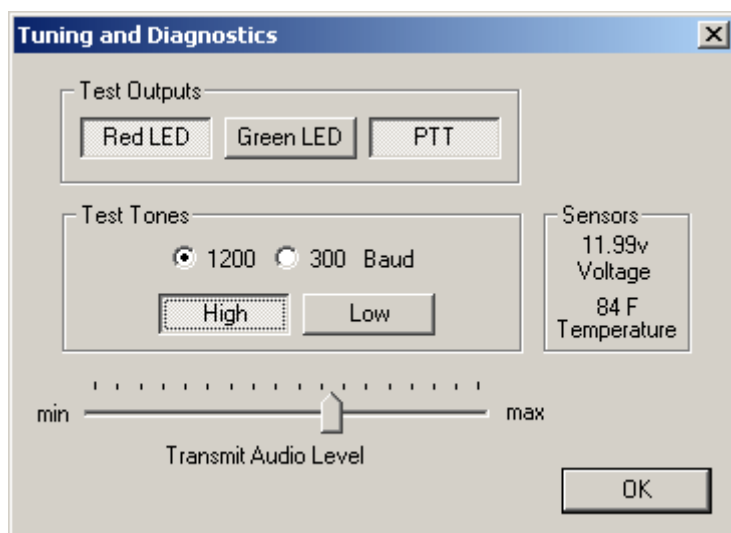 Tuning and Diagnostics
Test Outputs
Red LED Green LED PTT
Test Tones
1200 300 Baud
High Low
Sensors
11.99v
Voltage
84 F
Temperature
min max
Transmit Audio Level
OK